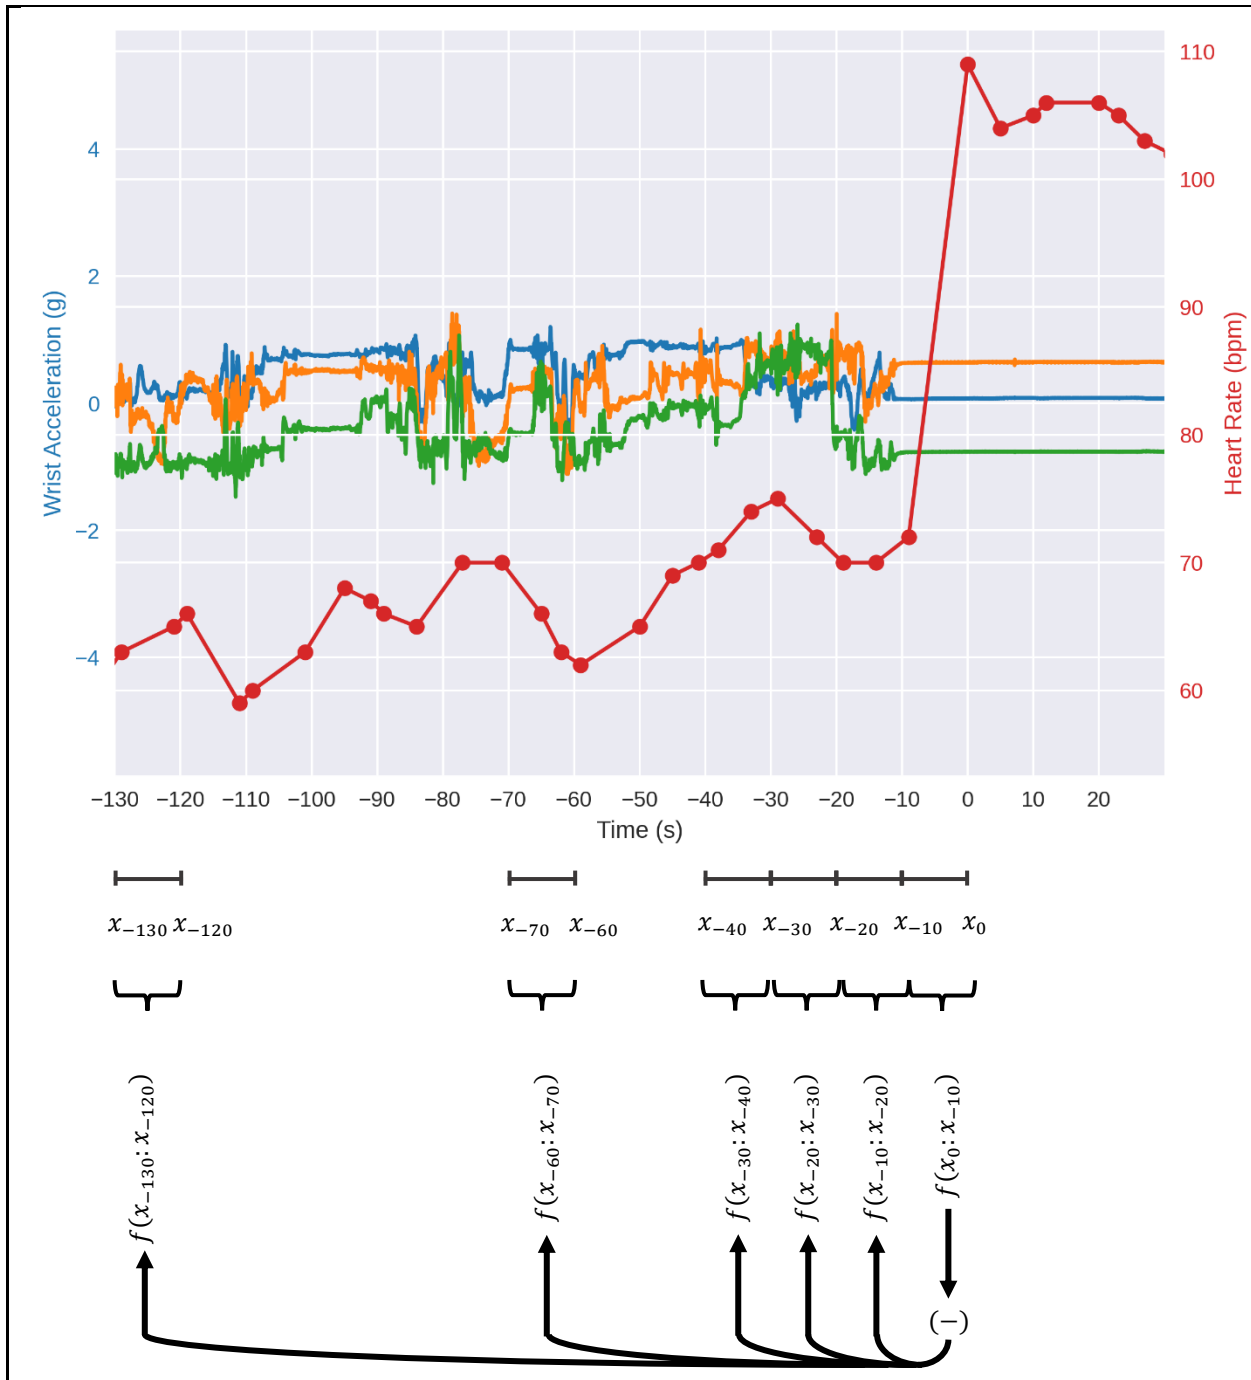 110
100
90
80
70
60
Heart Rate (bpm)
4
2
0
−2
−4
Wrist Acceleration (g)
−130 −120 −110 −100 −90 −80 −70 −60 −50 −40 −30 −20 −10 0 10 20
Time (s)
x₋₁₃₀ x₋₁₂₀ x₋₇₀ x₋₆₀ x₋₄₀ x₋₃₀ x₋₂₀ x₋₁₀ x₀
f(x₋₁₃₀: x₋₁₂₀)
f(x₋₆₀: x₋₇₀)
f(x₋₃₀: x₋₄₀)
f(x₋₂₀: x₋₃₀)
f(x₋₁₀: x₋₂₀)
f(x₀: x₋₁₀)
(−)